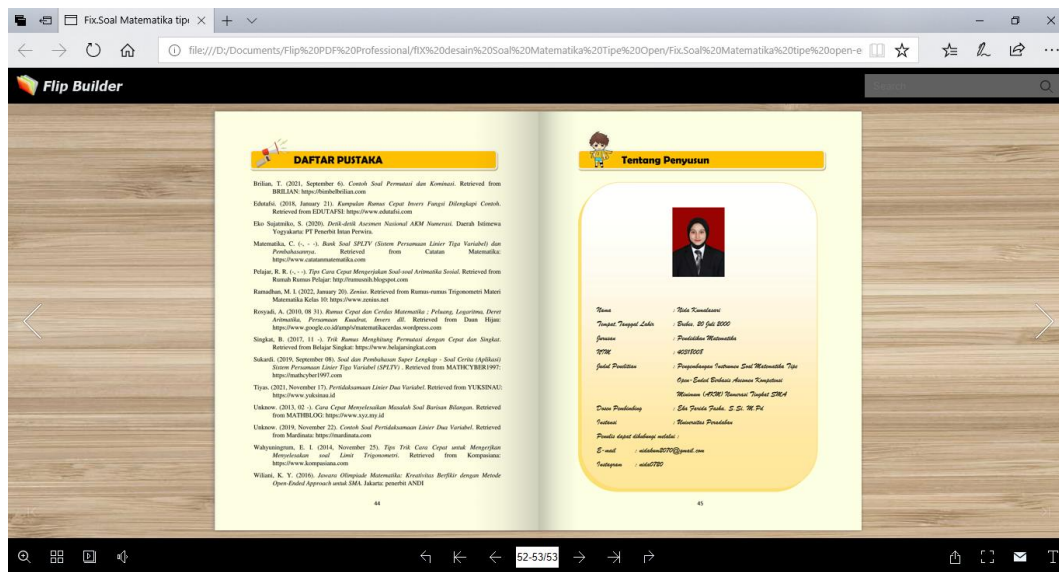 Fix.Soal Matematika tip
file:///D:/Documents/Flip%20PDF%20Professional/fIX%20desain%20Soal%20Matematika%20Tipe%20Open/Fix.Soal%20Matematika%20tipe%20open-e
Flip Builder
Search
DAFTAR PUSTAKA
Brilian, T. (2021, September 6). Contoh Soal Permutasi dan Kominasi. Retrieved from
BRILIAN: https://bimbelbrilian.com
Edutafsi. (2018, January 21). Kumpulan Rumus Cepat Invers Fungsi Dilengkapi Contoh.
Retrieved from EDUTAFSI: https://www.edutafsi.com
Eko Sujatmiko, S. (2020). Detik-detik Asesmen Nasional AKM Numerasi. Daerah Istimewa
Yogyakarta: PT Penerbit Intan Perwira.
Matematika, C. (-, - -). Bank Soal SPLTV (Sistem Persamaan Linier Tiga Variabel) dan
Pembahasannya. Retrieved from Catatan Matematika:
https://www.catatanmatematika.com
Pelajar, R. R. (-, - -). Tips Cara Cepat Mengerjakan Soal-soal Aritmatika Sosial. Retrieved from
Rumah Rumus Pelajar: http://rumusnih.blogspot.com
Ramadhan, M. I. (2022, January 20). Zenius. Retrieved from Rumus-rumus Trigonometri Materi
Matematika Kelas 10: https://www.zenius.net
Rosyadi, A. (2010, 08 31). Rumus Cepat dan Cerdas Matematika ; Peluang, Logaritma, Deret
Aritmatika, Persamaan Kuadrat, Invers dll. Retrieved from Daun Hijau:
https://www.google.co.id/amp/s/matematikacerdas.wordpress.com
Singkat, B. (2017, 11 -). Trik Rumus Menghitung Permutasi dengan Cepat dan Singkat.
Retrieved from Belajar Singkat: https://www.belajarsingkat.com
Sukardi. (2019, September 08). Soal dan Pembahasan Super Lengkap - Soal Cerita (Aplikasi)
Sistem Persamaan Linier Tiga Variabel (SPLTV) . Retrieved from MATHCYBER1997:
https://mathcyber1997.com
Tiyas. (2021, November 17). Pertidaksamaan Linier Dua Variabel. Retrieved from YUKSINAU:
https://www.yuksinau.id
Unknow. (2013, 02 -). Cara Cepat Menyelesaikan Masalah Soal Barisan Bilangan. Retrieved
from MATHBLOG: https://www.xyz.my.id
Unknow. (2019, November 22). Contoh Soal Pertidaksamaan Linier Dua Variabel. Retrieved
from Mardinata: https://mardinata.com
Wahyuningrum, E. I. (2014, November 25). Tips Trik Cara Cepat untuk Mengerjkan
Menyelesaikan soal Limit Trigonometri. Retrieved from Kompasiana:
https://www.kompasiana.com
Wiliani, K. Y. (2016). Jawara Olimpiade Matematika: Kreativitas Berfikir dengan Metode
Open-Ended Approach untuk SMA. Jakarta: penerbit ANDI
44
Tentang Penyusun
Nama : Nida Kumalasari
Tempat Tanggal Lahir : Brebes, 20 Juli 2000
Jurusan : Pendidikan Matematika
NIM : 40218008
Judul Penelitian : Pengembangan Instrumen Soal Matematika Tipe
Open-Ended Berbasis Asesmen Kompetensi
Minimum (AKM) Numerasi Tingkat SMA
Dosen Pembimbing : Eka Farida Fasha, S.Si, M.Pd
Instansi : Universitas Peradaban
Penulis dapat dihubungi melalui :
E-mail : nidakum2070@gmail.com
Instagram : nida0720
45
52-53/53